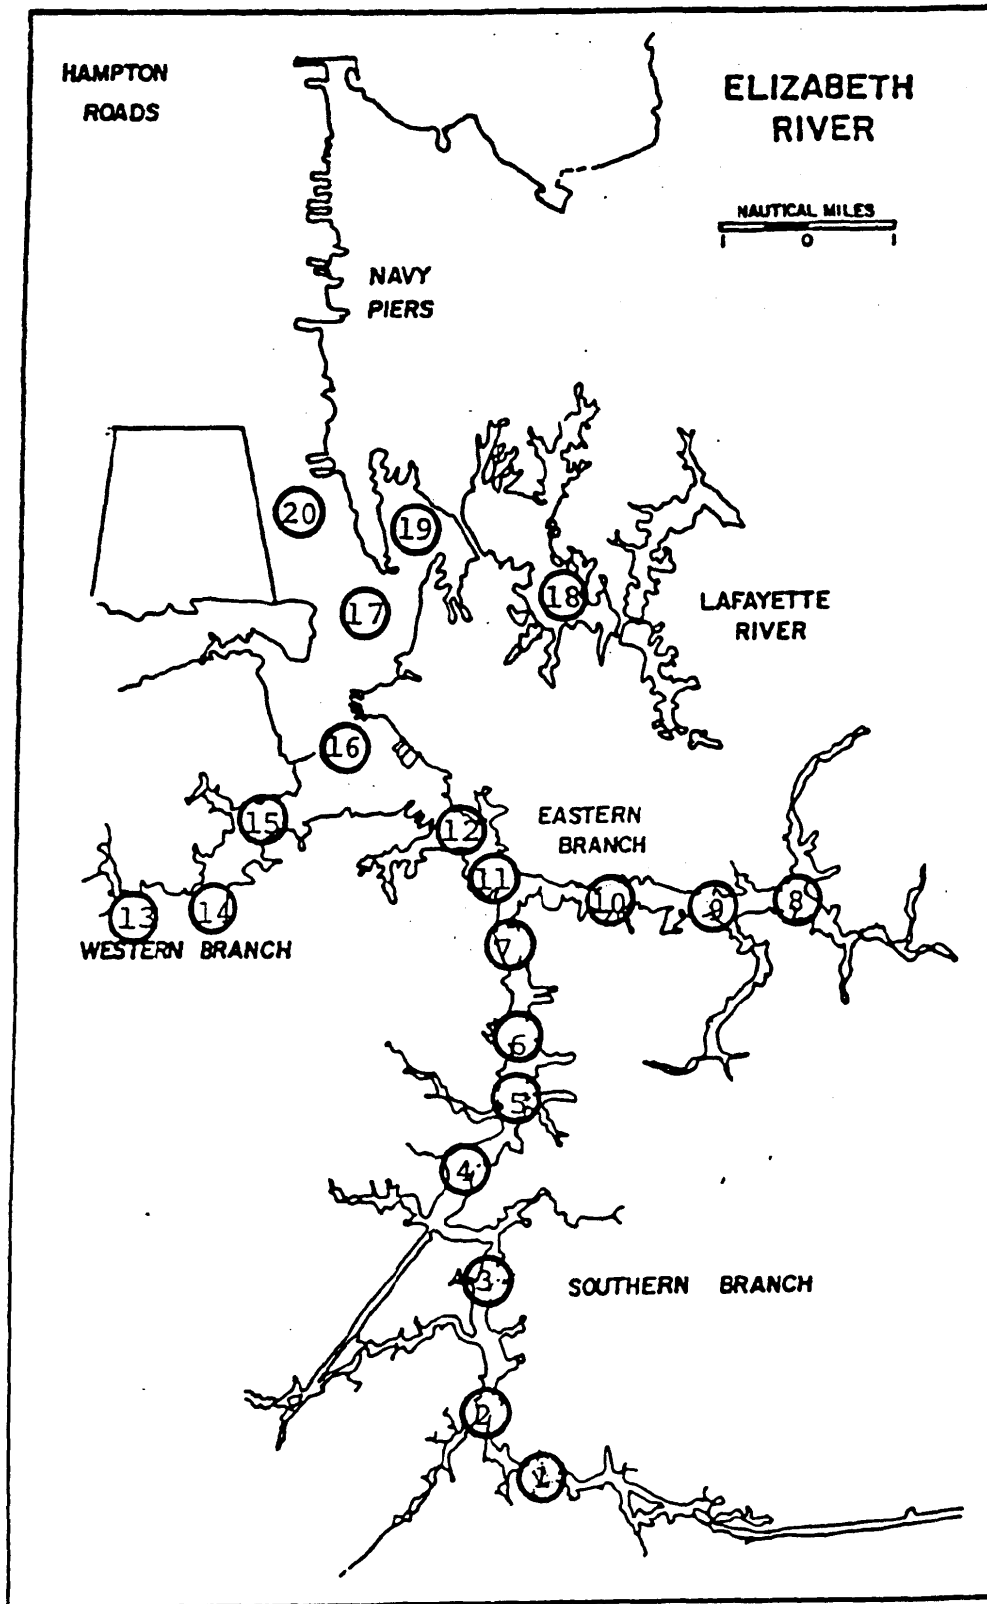 HAMPTON
ROADS
ELIZABETH
RIVER
NAUTICAL MILES
1 0 1
NAVY
PIERS
20
19
18
17
LAFAYETTE
RIVER
16
15
12
EASTERN
BRANCH
11
10
9
8
13
14
7
WESTERN BRANCH
6
5
4
3
SOUTHERN BRANCH
2
1